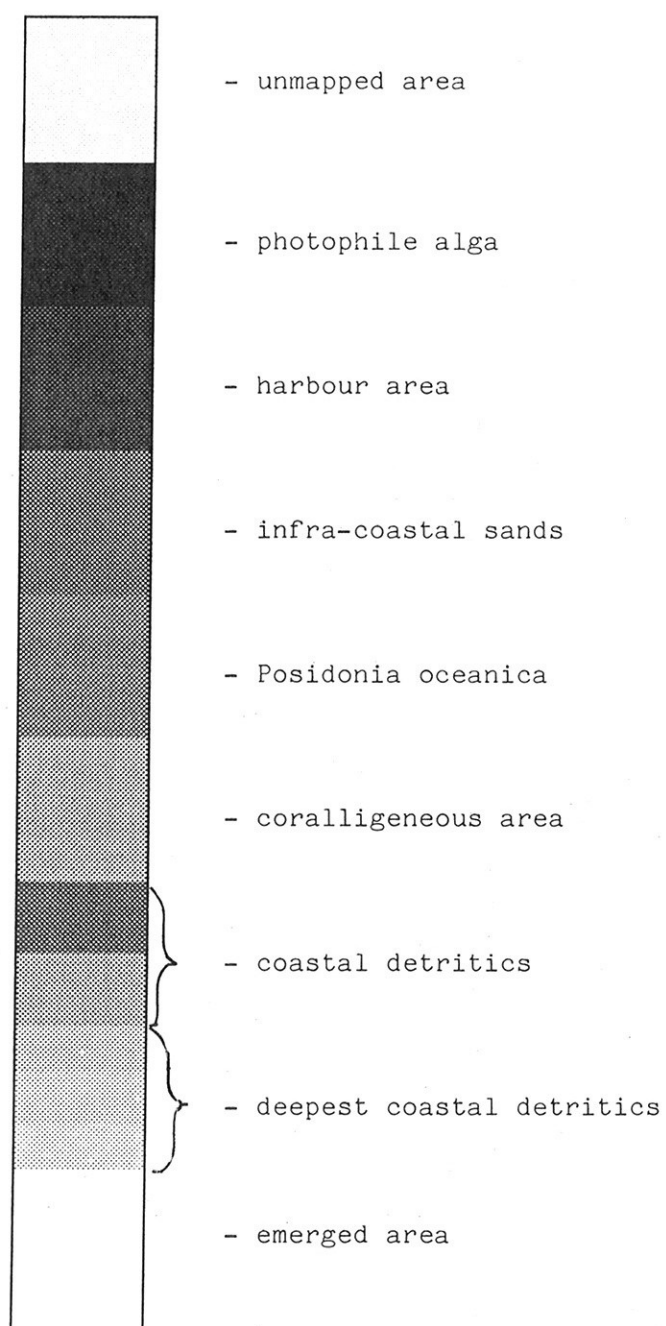 - unmapped area
- photophile alga
- harbour area
- infra-coastal sands
- Posidonia oceanica
- coralligeneous area
- coastal detritics
- deepest coastal detritics
- emerged area